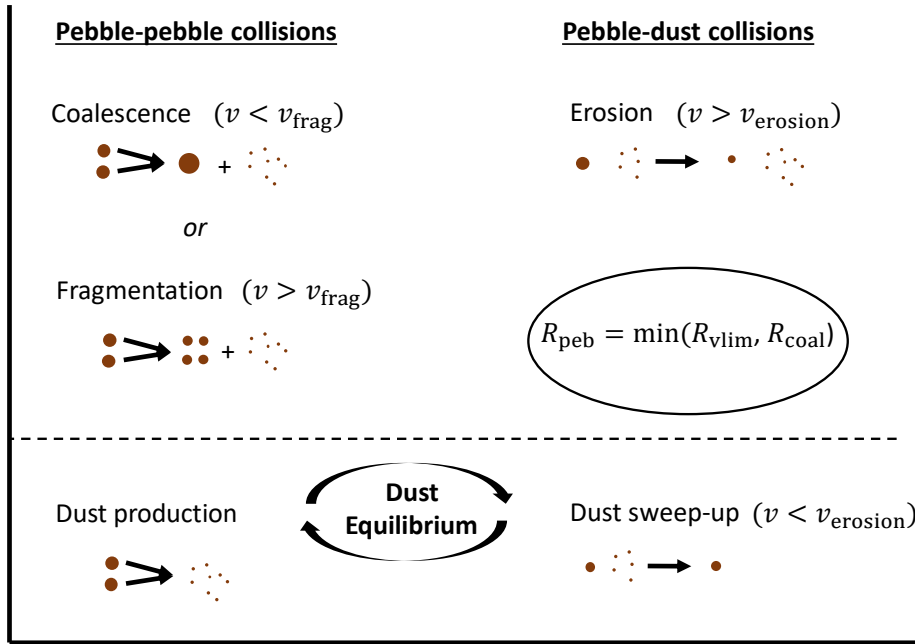 Pebble-pebble collisions
Coalescence (v < v_frag)
+
or
Fragmentation (v > v_frag)
+
Pebble-dust collisions
Erosion (v > v_erosion)
R_peb = min(R_vlim, R_coal)
Dust production
Dust
Equilibrium
Dust sweep-up (v < v_erosion)